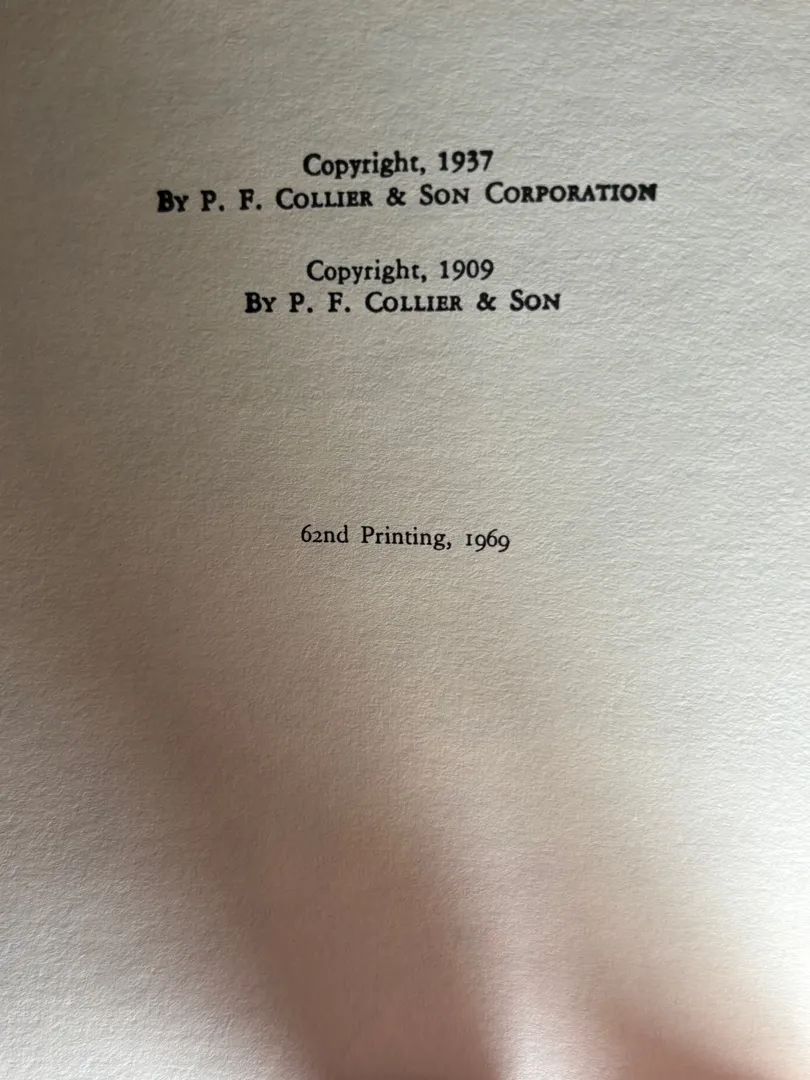 Copyright, 1937
By P. F. Collier & Son Corporation
Copyright, 1909
By P. F. Collier & Son
62nd Printing, 1969